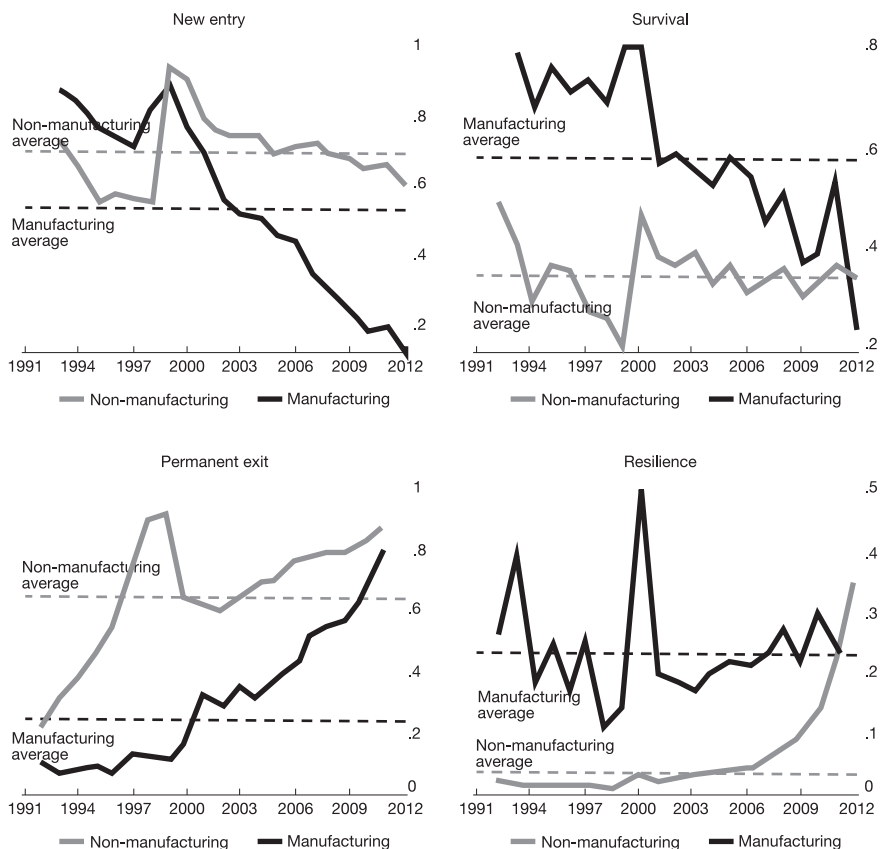 New entry
1
.8
.6
.4
.2
Non-manufacturing
average
Manufacturing
average
1991 1994 1997 2000 2003 2006 2009 2012
Non-manufacturing Manufacturing
Survival
.8
.6
.4
.2
Manufacturing
average
Non-manufacturing
average
1991 1994 1997 2000 2003 2006 2009 2012
Non-manufacturing Manufacturing
Permanent exit
1
.8
.6
.4
.2
0
Non-manufacturing
average
Manufacturing
average
1991 1994 1997 2000 2003 2006 2009 2012
Non-manufacturing Manufacturing
Resilience
.5
.4
.3
.2
.1
0
Manufacturing
average
Non-manufacturing
average
1991 1994 1997 2000 2003 2006 2009 2012
Non-manufacturing Manufacturing